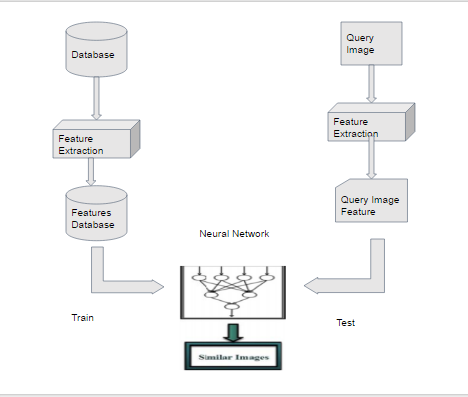 Database
Feature
Extraction
Features
Database
Query
Image
Feature
Extraction
Query Image
Feature
Neural Network
Train
Test
Similar Images